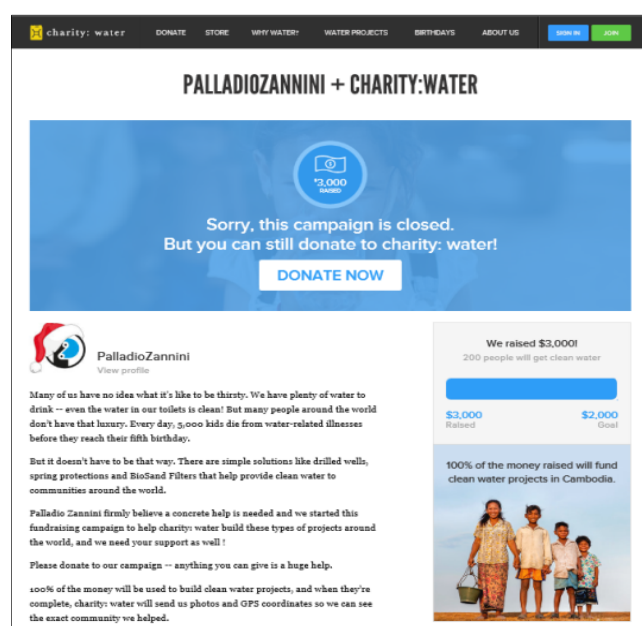 charity: water
DONATE STORE WHY WATER? WATER PROJECTS BIRTHDAYS ABOUT US SIGN IN JOIN
PALLADIOZANNINI + CHARITY:WATER
$3,000
RAISED
Sorry, this campaign is closed.
But you can still donate to charity: water!
DONATE NOW
PalladioZannini
View profile
Many of us have no idea what it's like to be thirsty. We have plenty of water to
drink -- even the water in our toilets is clean! But many people around the world
don't have that luxury. Every day, 5,000 kids die from water-related illnesses
before they reach their fifth birthday.
But it doesn't have to be that way. There are simple solutions like drilled wells,
spring protections and BioSand Filters that help provide clean water to
communities around the world.
Palladio Zannini firmly believe a concrete help is needed and we started this
fundraising campaign to help charity: water build these types of projects around
the world, and we need your support as well !
Please donate to our campaign -- anything you can give is a huge help.
100% of the money will be used to build clean water projects, and when they're
complete, charity: water will send us photos and GPS coordinates so we can see
the exact community we helped.
We raised $3,000!
200 people will get clean water
$3,000 $2,000
Raised Goal
100% of the money raised will fund
clean water projects in Cambodia.